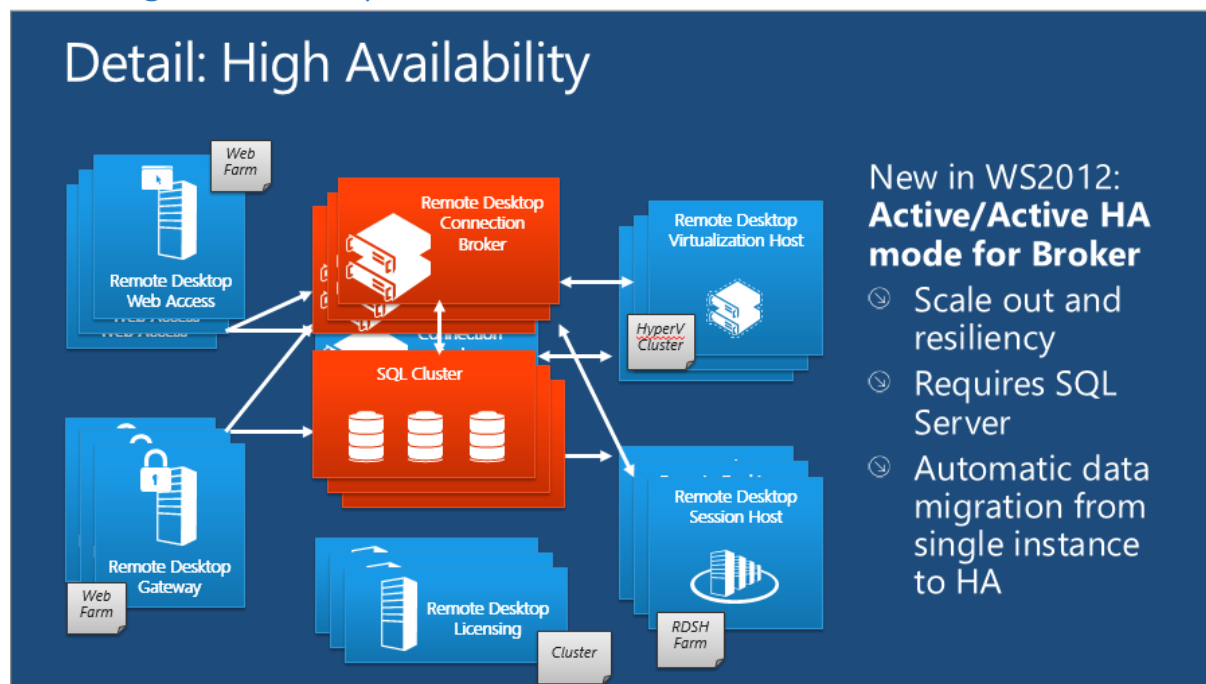 Detail: High Availability
Web
Farm
Remote Desktop
Web Access
Web Access
Remote Desktop
Connection
Broker
Connection
SQL Cluster
Remote Desktop
Virtualization Host
HyperV
Cluster
Remote Desktop
Gateway
Web
Farm
Remote Desktop
Licensing
Cluster
Remote Desktop
Session Host
RDSH
Farm
New in WS2012:
Active/Active HA
mode for Broker
Scale out and
resiliency
Requires SQL
Server
Automatic data
migration from
single instance
to HA